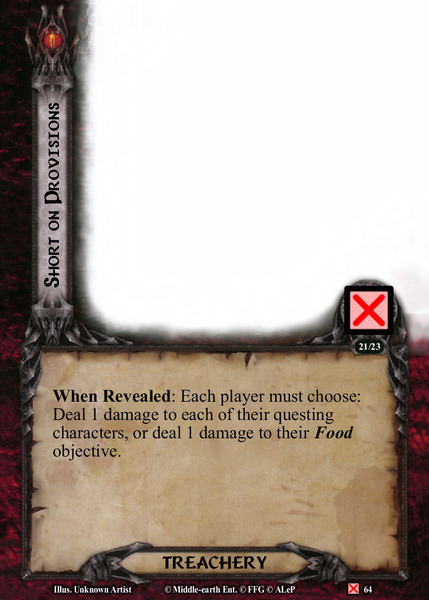 Short on Provisions
21/23
When Revealed: Each player must choose:
Deal 1 damage to each of their questing
characters, or deal 1 damage to their Food
objective.
TREACHERY
Illus. Unknown Artist © Middle-earth Ent. © FFG © ALeP 64